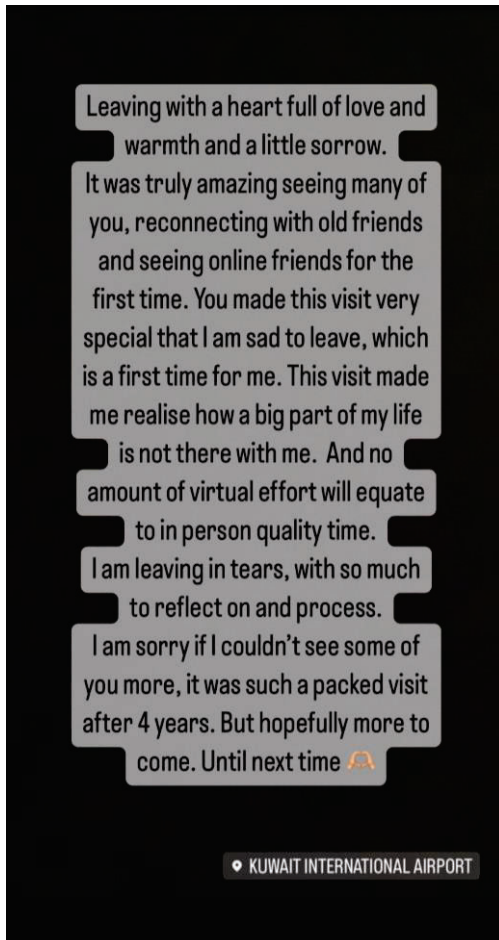 Leaving with a heart full of love and
warmth and a little sorrow.
It was truly amazing seeing many of
you, reconnecting with old friends
and seeing online friends for the
first time. You made this visit very
special that I am sad to leave, which
is a first time for me. This visit made
me realise how a big part of my life
is not there with me. And no
amount of virtual effort will equate
to in person quality time.
I am leaving in tears, with so much
to reflect on and process.
I am sorry if I couldn't see some of
you more, it was such a packed visit
after 4 years. But hopefully more to
come. Until next time 🫶🏼
KUWAIT INTERNATIONAL AIRPORT